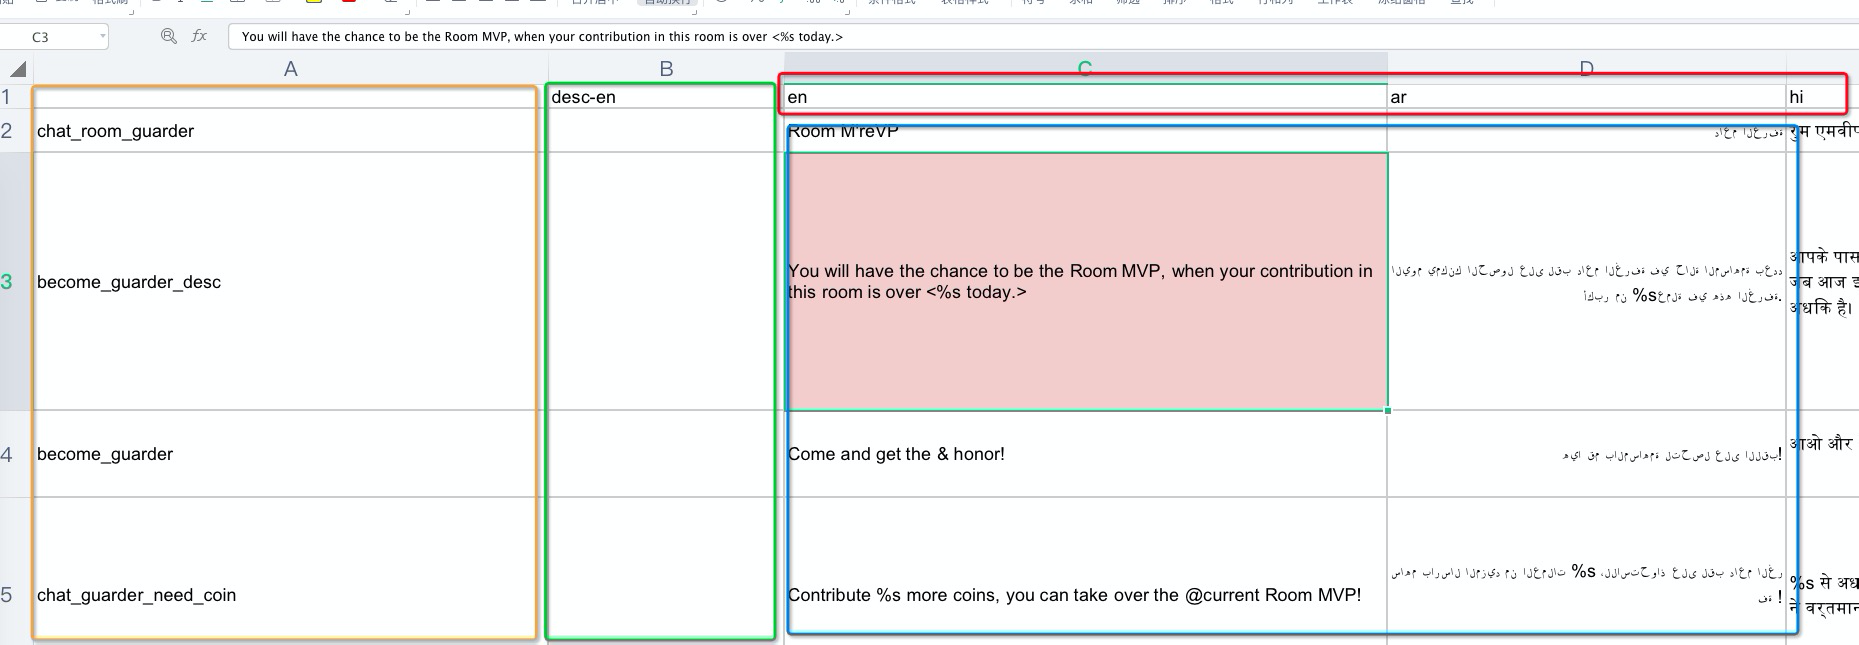 C3
fx
You will have the chance to be the Room MVP, when your contribution in this room is over <%s today.>
A B C D
1 desc-en en ar hi
2 chat_room_guarder Room M'reVP داعم الغرفة रुम एमवीप
3 become_guarder_desc
You will have the chance to be the Room MVP, when your contribution in
this room is over <%s today.>
اليوم يمكنك الحصول على لقب داعم الغرفة في حالة المساهمة بعدد
أكبر من %sعملة في هذه الغرفة.
आपके पास
जब आज इ
4 become_guarder Come and get the & honor! هيا قم بالمساهمة لتحصل على اللقب! आओ और
5 chat_guarder_need_coin Contribute %s more coins, you can take over the @current Room MVP!
ساهم بارسال المزيد من العملات %s ،للاستحواذ على لقب داعم الغر
فة !
%s से अध
ने वर्तमान